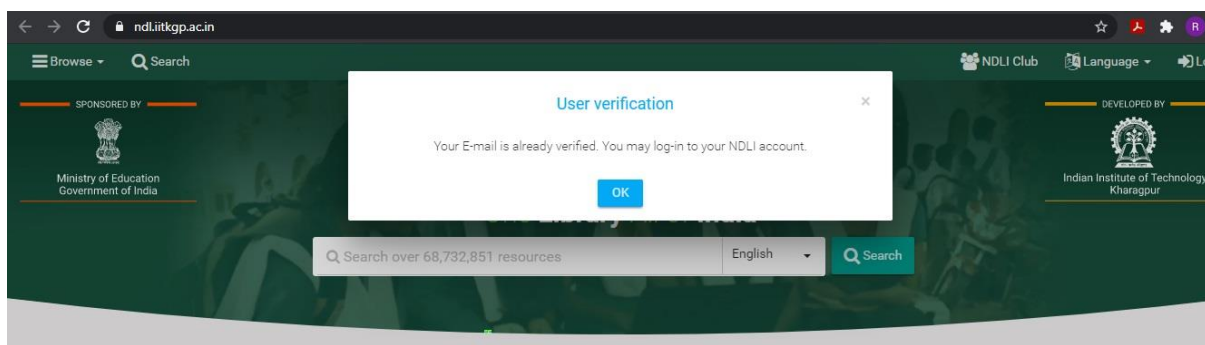 ndl.iitkgp.ac.in
R
Browse
Search
NDLI Club
Language
SPONSORED BY
Ministry of Education
Government of India
User verification
×
Your E-mail is already verified. You may log-in to your NDLI account.
OK
DEVELOPED BY
Indian Institute of Technology
Kharagpur
Search over 68,732,851 resources
English
Search